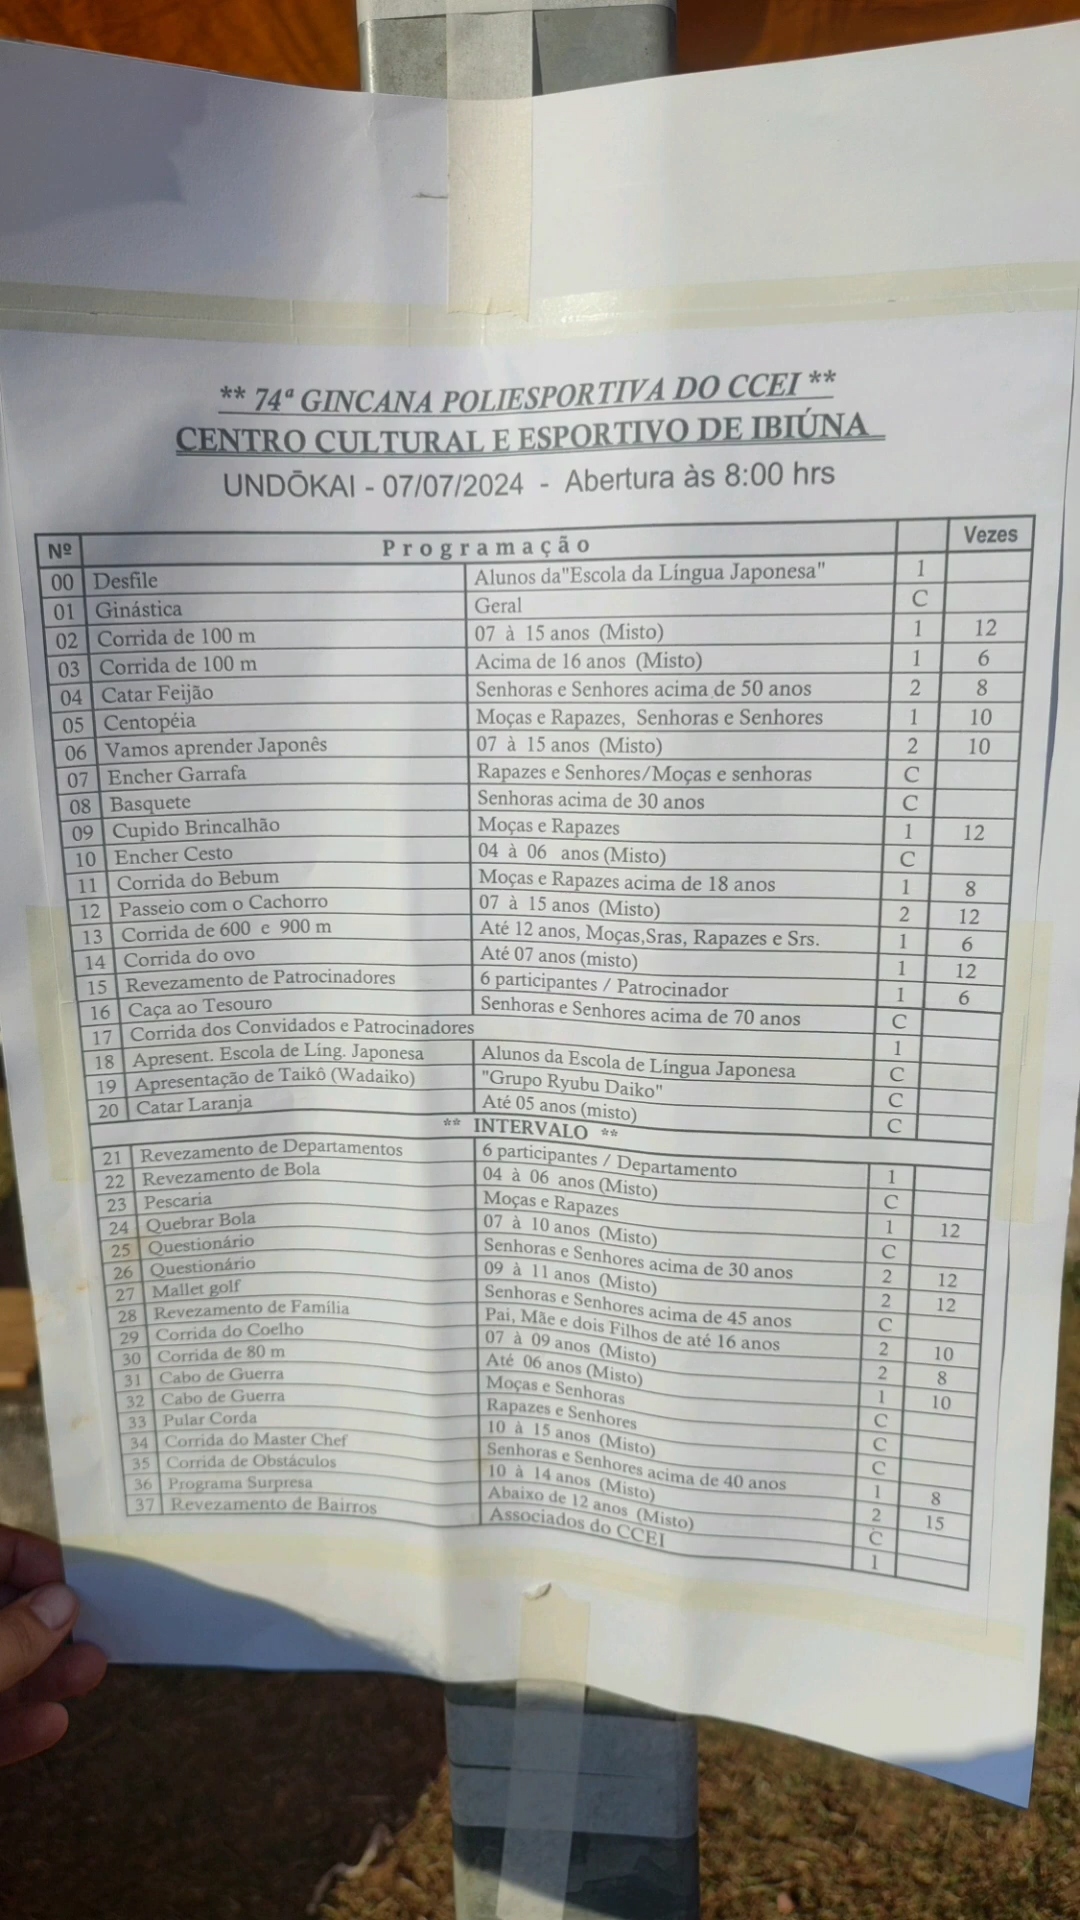 ** 74ª GINCANA POLIESPORTIVA DO CCEI **
CENTRO CULTURAL E ESPORTIVO DE IBIÚNA
UNDŌKAI - 07/07/2024 - Abertura às 8:00 hrs
Nº Programação Vezes
00 Desfile Alunos da"Escola da Língua Japonesa" 1
01 Ginástica Geral C
02 Corrida de 100 m 07 à 15 anos (Misto) 1 12
03 Corrida de 100 m Acima de 16 anos (Misto) 1 6
04 Catar Feijão Senhoras e Senhores acima de 50 anos 2 8
05 Centopéia Moças e Rapazes, Senhoras e Senhores 1 10
06 Vamos aprender Japonês 07 à 15 anos (Misto) 2 10
07 Encher Garrafa Rapazes e Senhores/Moças e senhoras C
08 Basquete Senhoras acima de 30 anos C
09 Cupido Brincalhão Moças e Rapazes 1 12
10 Encher Cesto 04 à 06 anos (Misto) C
11 Corrida do Bebum Moças e Rapazes acima de 18 anos 1 8
12 Passeio com o Cachorro 07 à 15 anos (Misto) 2 12
13 Corrida de 600 e 900 m Até 12 anos, Moças,Sras, Rapazes e Srs. 1 6
14 Corrida do ovo Até 07 anos (misto) 1 12
15 Revezamento de Patrocinadores 6 participantes / Patrocinador 1 6
16 Caça ao Tesouro Senhoras e Senhores acima de 70 anos C
17 Corrida dos Convidados e Patrocinadores 1
18 Apresent. Escola de Líng. Japonesa Alunos da Escola de Língua Japonesa C
19 Apresentação de Taikô (Wadaiko) "Grupo Ryubu Daiko" C
20 Catar Laranja Até 05 anos (misto) C
** INTERVALO **
21 Revezamento de Departamentos 6 participantes / Departamento 1
22 Revezamento de Bola 04 à 06 anos (Misto) C
23 Pescaria Moças e Rapazes 1 12
24 Quebrar Bola 07 à 10 anos (Misto) C
25 Questionário Senhoras e Senhores acima de 30 anos 2 12
26 Questionário 09 à 11 anos (Misto) 2 12
27 Mallet golf Senhoras e Senhores acima de 45 anos C
28 Revezamento de Família Pai, Mãe e dois Filhos de até 16 anos 2 10
29 Corrida do Coelho 07 à 09 anos (Misto) 2 8
30 Corrida de 80 m Até 06 anos (Misto) 1 10
31 Cabo de Guerra Moças e Senhoras C
32 Cabo de Guerra Rapazes e Senhores C
33 Pular Corda 10 à 15 anos (Misto) C
34 Corrida do Master Chef Senhoras e Senhores acima de 40 anos 1 8
35 Corrida de Obstáculos 10 à 14 anos (Misto) 2 15
36 Programa Surpresa Abaixo de 12 anos (Misto) C
37 Revezamento de Bairros Associados do CCEI 1